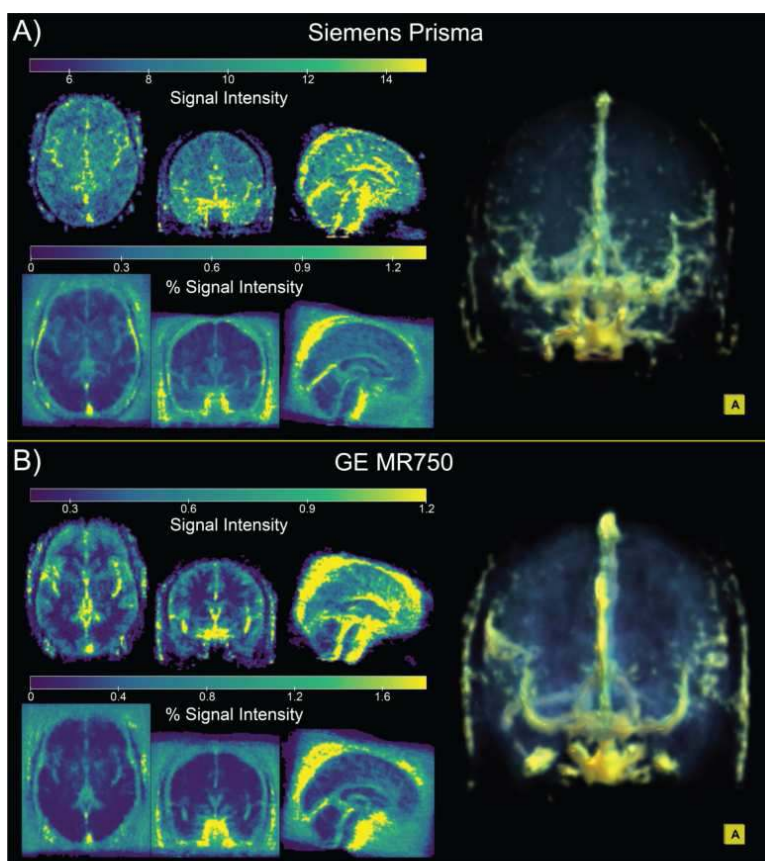 A)
Siemens Prisma
6 8 10 12 14
Signal Intensity
0 0.3 0.6 0.9 1.2
% Signal Intensity
A
B)
GE MR750
0.3 0.6 0.9 1.2
Signal Intensity
0 0.4 0.8 1.2 1.6
% Signal Intensity
A